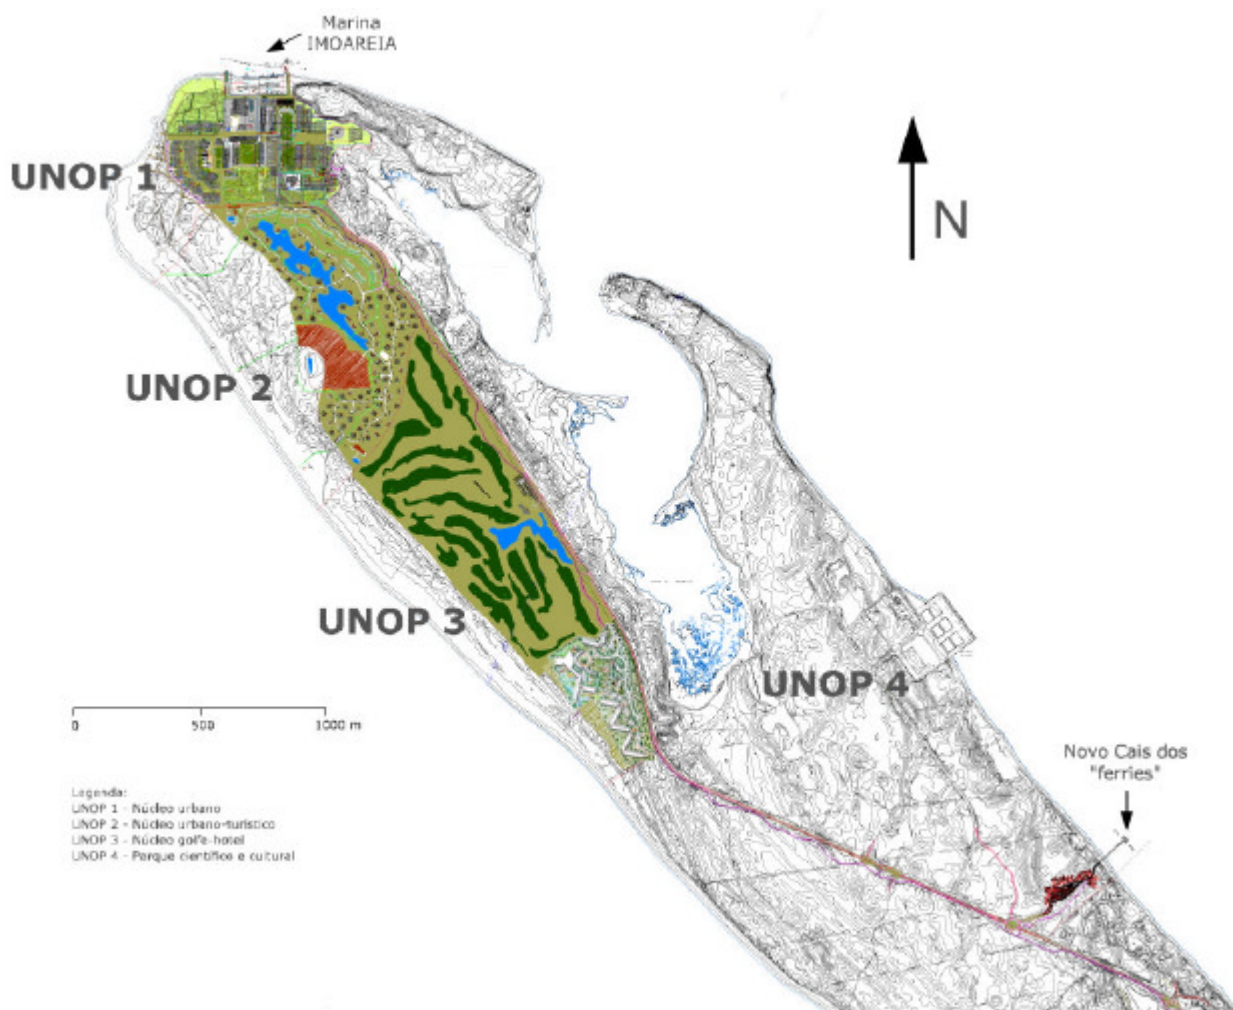 Marina
IMOAREIA
UNOP 1
N
UNOP 2
UNOP 3
UNOP 4
0 500 1000 m
Novo Cais dos
"ferries"
Legenda:
UNOP 1 - Núcleo urbano
UNOP 2 - Núcleo urbano-turístico
UNOP 3 - Núcleo golfe-hotel
UNOP 4 - Parque científico e cultural